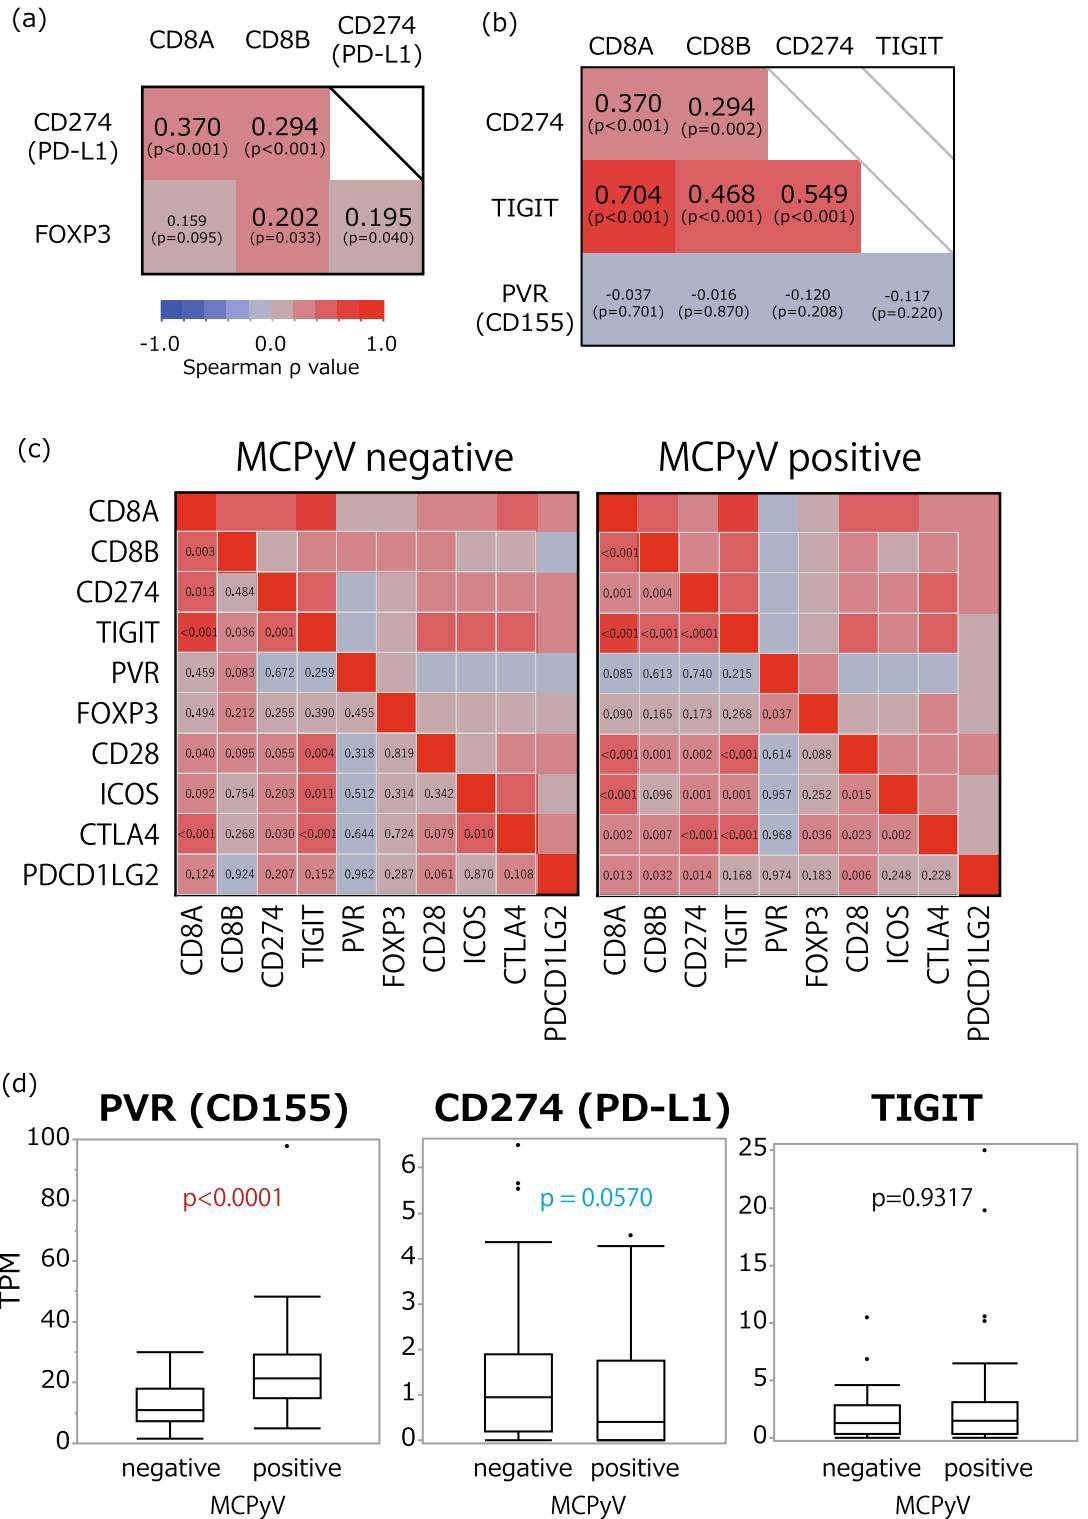 (a)
CD8A CD8B CD274
(PD-L1)
CD274
(PD-L1)
0.370 0.294
(p<0.001) (p<0.001)
FOXP3
0.159 0.202 0.195
(p=0.095) (p=0.033) (p=0.040)
-1.0 0.0 1.0
Spearman ρ value
(b)
CD8A CD8B CD274 TIGIT
CD274
0.370 0.294
(p<0.001) (p=0.002)
TIGIT
0.704 0.468 0.549
(p<0.001) (p<0.001) (p<0.001)
PVR
(CD155)
-0.037 -0.016 -0.120 -0.117
(p=0.701) (p=0.870) (p=0.208) (p=0.220)
(c)
MCPyV negative
MCPyV positive
CD8A
CD8B 0.003 <0.001
CD274 0.013 0.484 0.001 0.004
TIGIT <0.001 0.036 0.001 <0.001 <0.001 <.0001
PVR 0.459 0.083 0.672 0.259 0.085 0.613 0.740 0.215
FOXP3 0.494 0.212 0.255 0.390 0.455 0.090 0.165 0.173 0.268 0.037
CD28 0.040 0.095 0.055 0.004 0.318 0.819 <0.001 0.001 0.002 <0.001 0.614 0.088
ICOS 0.092 0.754 0.203 0.011 0.512 0.314 0.342 <0.001 0.096 0.001 0.001 0.957 0.252 0.015
CTLA4 <0.001 0.268 0.030 <0.001 0.644 0.724 0.079 0.010 0.002 0.007 <0.001 <0.001 0.968 0.036 0.023 0.002
PDCD1LG2 0.124 0.924 0.207 0.152 0.962 0.287 0.061 0.870 0.108 0.013 0.032 0.014 0.168 0.974 0.183 0.006 0.248 0.228
CD8A CD8B CD274 TIGIT PVR FOXP3 CD28 ICOS CTLA4 PDCD1LG2
CD8A CD8B CD274 TIGIT PVR FOXP3 CD28 ICOS CTLA4 PDCD1LG2
(d)
PVR (CD155)
TPM
100
80
60
40
20
0
p<0.0001
negative positive
MCPyV
CD274 (PD-L1)
6
5
4
3
2
1
0
p = 0.0570
negative positive
MCPyV
TIGIT
25
20
15
10
5
0
p=0.9317
negative positive
MCPyV